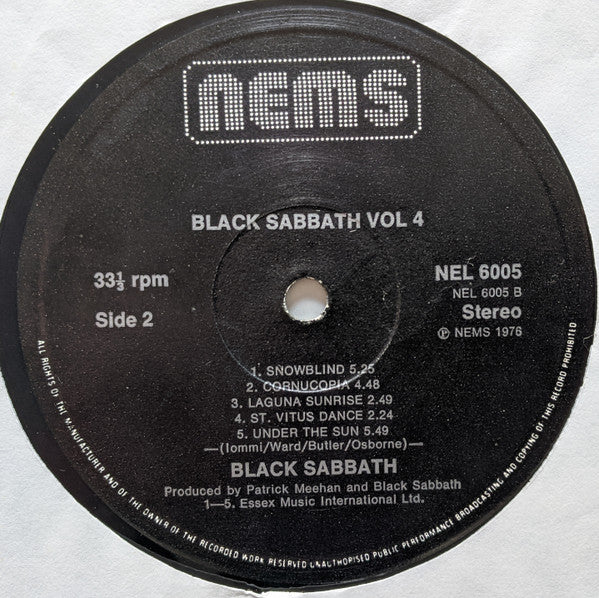 nems
BLACK SABBATH VOL 4
33⅓ rpm
Side 2
NEL 6005
NEL 6005 B
Stereo
℗ NEMS 1976
1. SNOWBLIND 5.25
2. CORNUCOPIA 4.48
3. LAGUNA SUNRISE 2.49
4. ST. VITUS DANCE 2.24
5. UNDER THE SUN 5.49
—(Iommi/Ward/Butler/Osborne)—
BLACK SABBATH
Produced by Patrick Meehan and Black Sabbath
1—5. Essex Music International Ltd.
ALL RIGHTS OF THE MANUFACTURER AND OF THE OWNER OF THE RECORDED WORK RESERVED UNAUTHORISED PUBLIC PERFORMANCE BROADCASTING AND COPYING OF THIS RECORD PROHIBITED